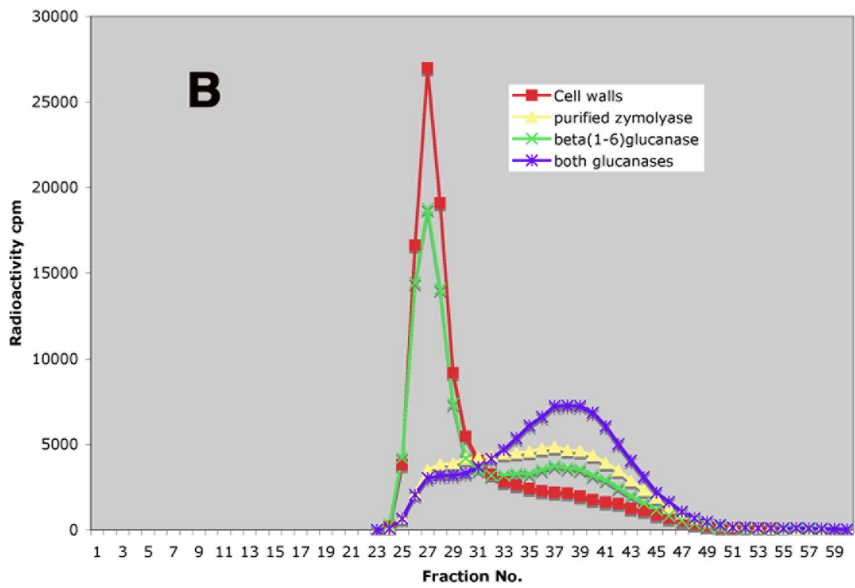 B
30000
25000
20000
15000
10000
5000
0
Radioactivity cpm
Cell walls
purified zymolyase
beta(1-6)glucanase
both glucanases
1 3 5 7 9 11 13 15 17 19 21 23 25 27 29 31 33 35 37 39 41 43 45 47 49 51 53 55 57 59
Fraction No.